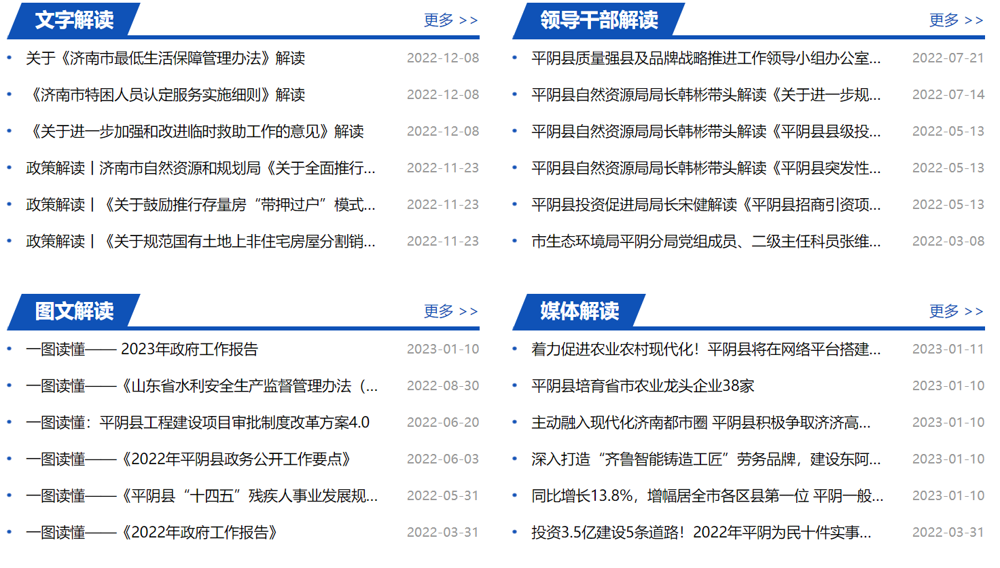 文字解读
更多 >>
关于《济南市最低生活保障管理办法》解读 2022-12-08
《济南市特困人员认定服务实施细则》解读 2022-12-08
《关于进一步加强和改进临时救助工作的意见》解读 2022-12-08
政策解读丨济南市自然资源和规划局《关于全面推行... 2022-11-23
政策解读丨《关于鼓励推行存量房“带押过户”模式... 2022-11-23
政策解读丨《关于规范国有土地上非住宅房屋分割销... 2022-11-23
领导干部解读
更多 >>
平阴县质量强县及品牌战略推进工作领导小组办公室... 2022-07-21
平阴县自然资源局局长韩彬带头解读《关于进一步规... 2022-07-14
平阴县自然资源局局长韩彬带头解读《平阴县县级投... 2022-05-13
平阴县自然资源局局长韩彬带头解读《平阴县突发性... 2022-05-13
平阴县投资促进局局长宋健解读《平阴县招商引资项... 2022-05-13
市生态环境局平阴分局党组成员、二级主任科员张维... 2022-03-08
图文解读
更多 >>
一图读懂—— 2023年政府工作报告 2023-01-10
一图读懂——《山东省水利安全生产监督管理办法（... 2022-08-30
一图读懂：平阴县工程建设项目审批制度改革方案4.0 2022-06-20
一图读懂——《2022年平阴县政务公开工作要点》 2022-06-03
一图读懂——《平阴县“十四五”残疾人事业发展规... 2022-05-31
一图读懂——《2022年政府工作报告》 2022-03-31
媒体解读
更多 >>
着力促进农业农村现代化！平阴县将在网络平台搭建... 2023-01-11
平阴县培育省市农业龙头企业38家 2023-01-10
主动融入现代化济南都市圈 平阴县积极争取济济高... 2023-01-10
深入打造“齐鲁智能铸造工匠”劳务品牌，建设东阿... 2023-01-10
同比增长13.8%，增幅居全市各区县第一位 平阴一般... 2023-01-10
投资3.5亿建设5条道路！2022年平阴为民十件实事... 2022-03-31